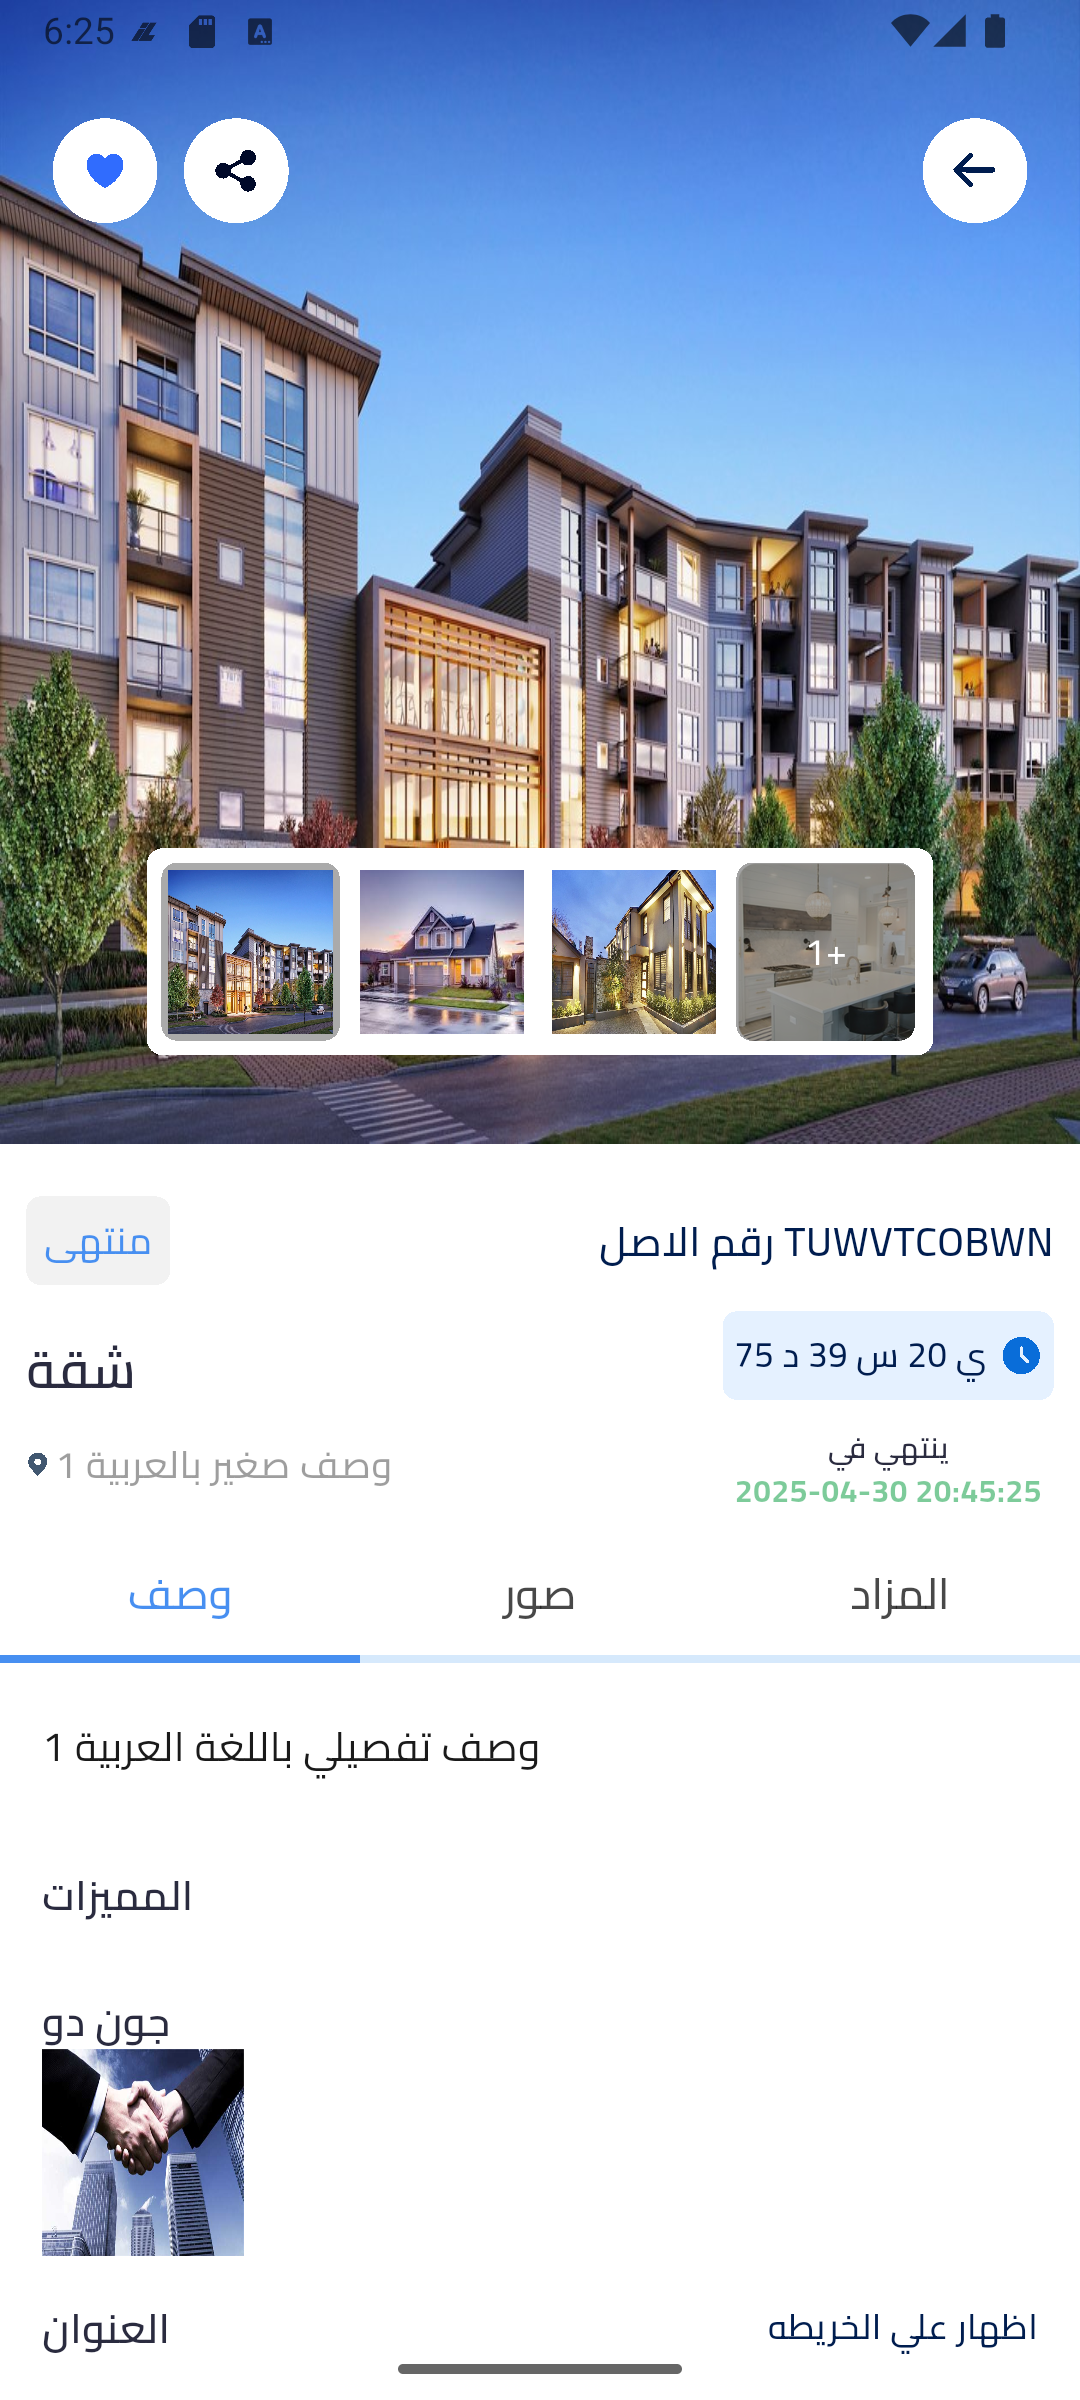 6:25
1+
منتهى
TUWVTCOBWN رقم الاصل
شقة
75 ي 20 س 39 د
وصف صغير بالعربية 1
ينتهي في
2025-04-30 20:45:25
وصف
صور
المزاد
وصف تفصيلي باللغة العربية 1
المميزات
جون دو
العنوان
اظهار علي الخريطه